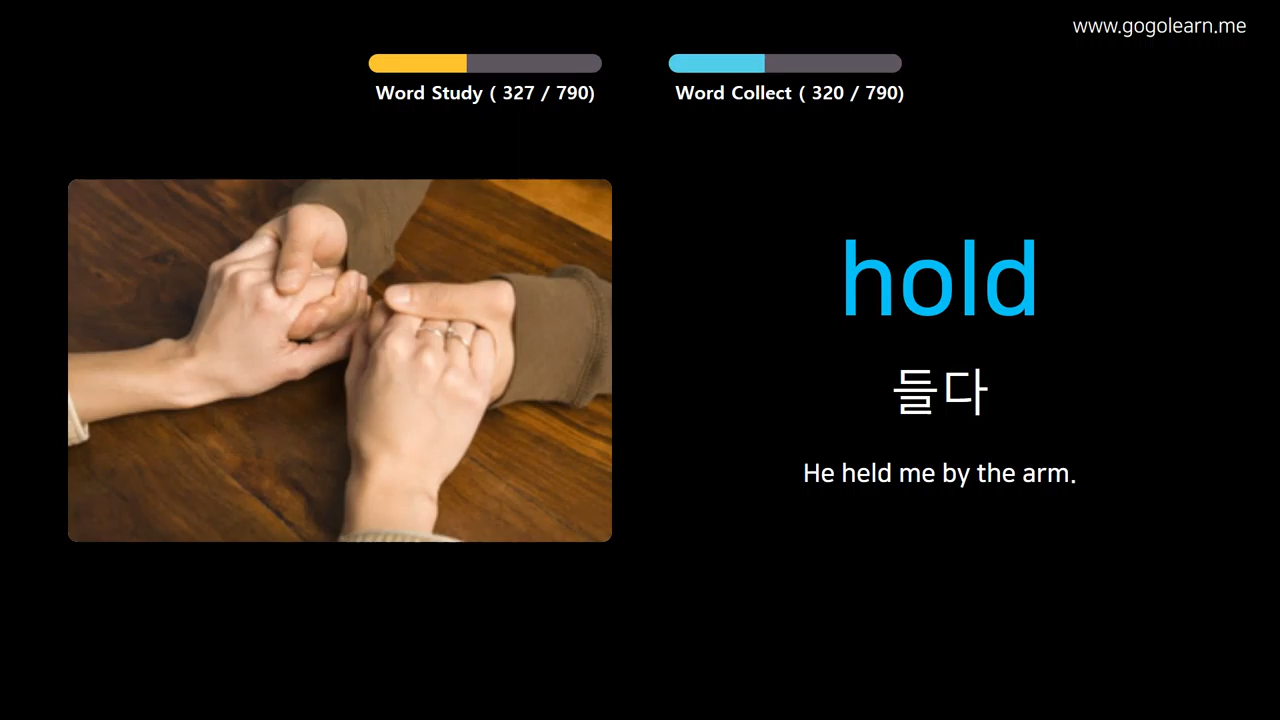 www.gogolearn.me
Word Study ( 327 / 790)
Word Collect ( 320 / 790)
hold
들다
He held me by the arm.